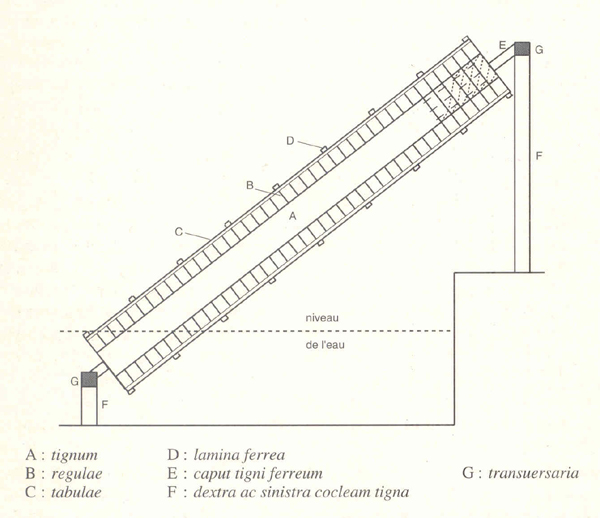 E
G
D
F
B
A
C
niveau
de l'eau
G
F
A : tignum D : lamina ferrea
B : regulae E : caput tigni ferreum G : transuersaria
C : tabulae F : dextra ac sinistra cocleam tigna